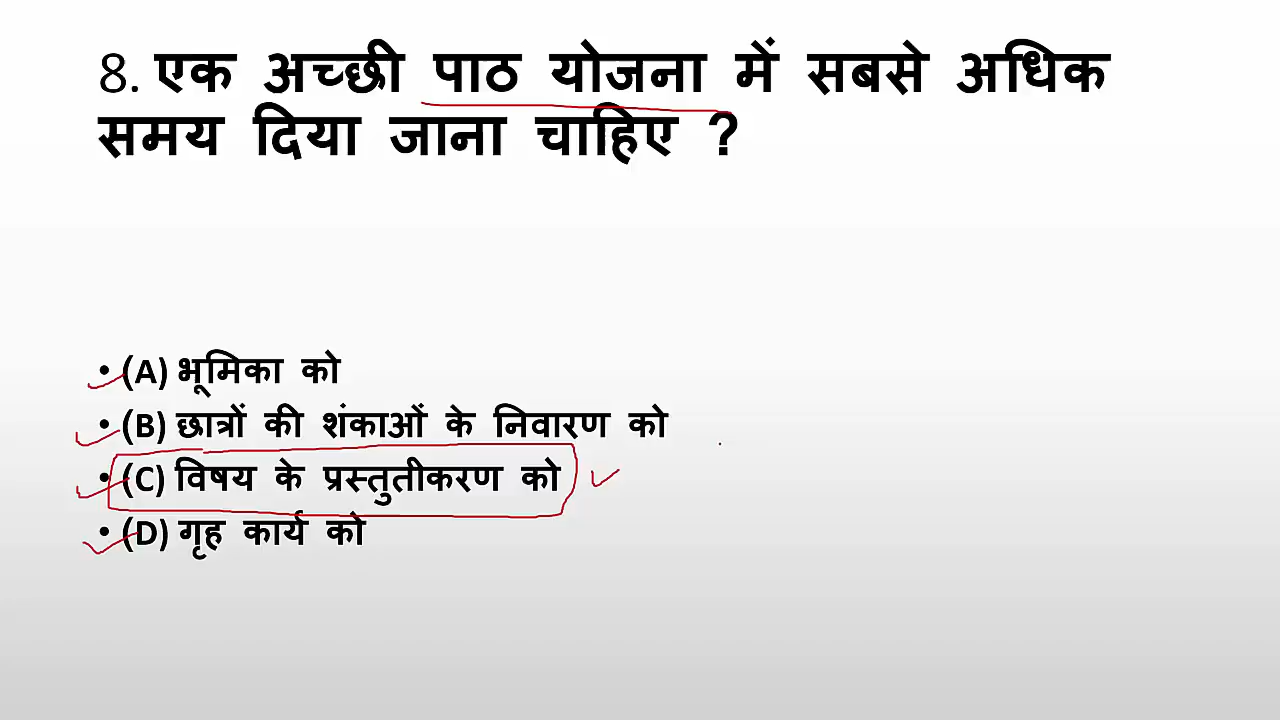 8. एक अच्छी पाठ योजना में सबसे अधिक
समय दिया जाना चाहिए ?
• (A) भूमिका को
• (B) छात्रों की शंकाओं के निवारण को
• (C) विषय के प्रस्तुतीकरण को
• (D) गृह कार्य को